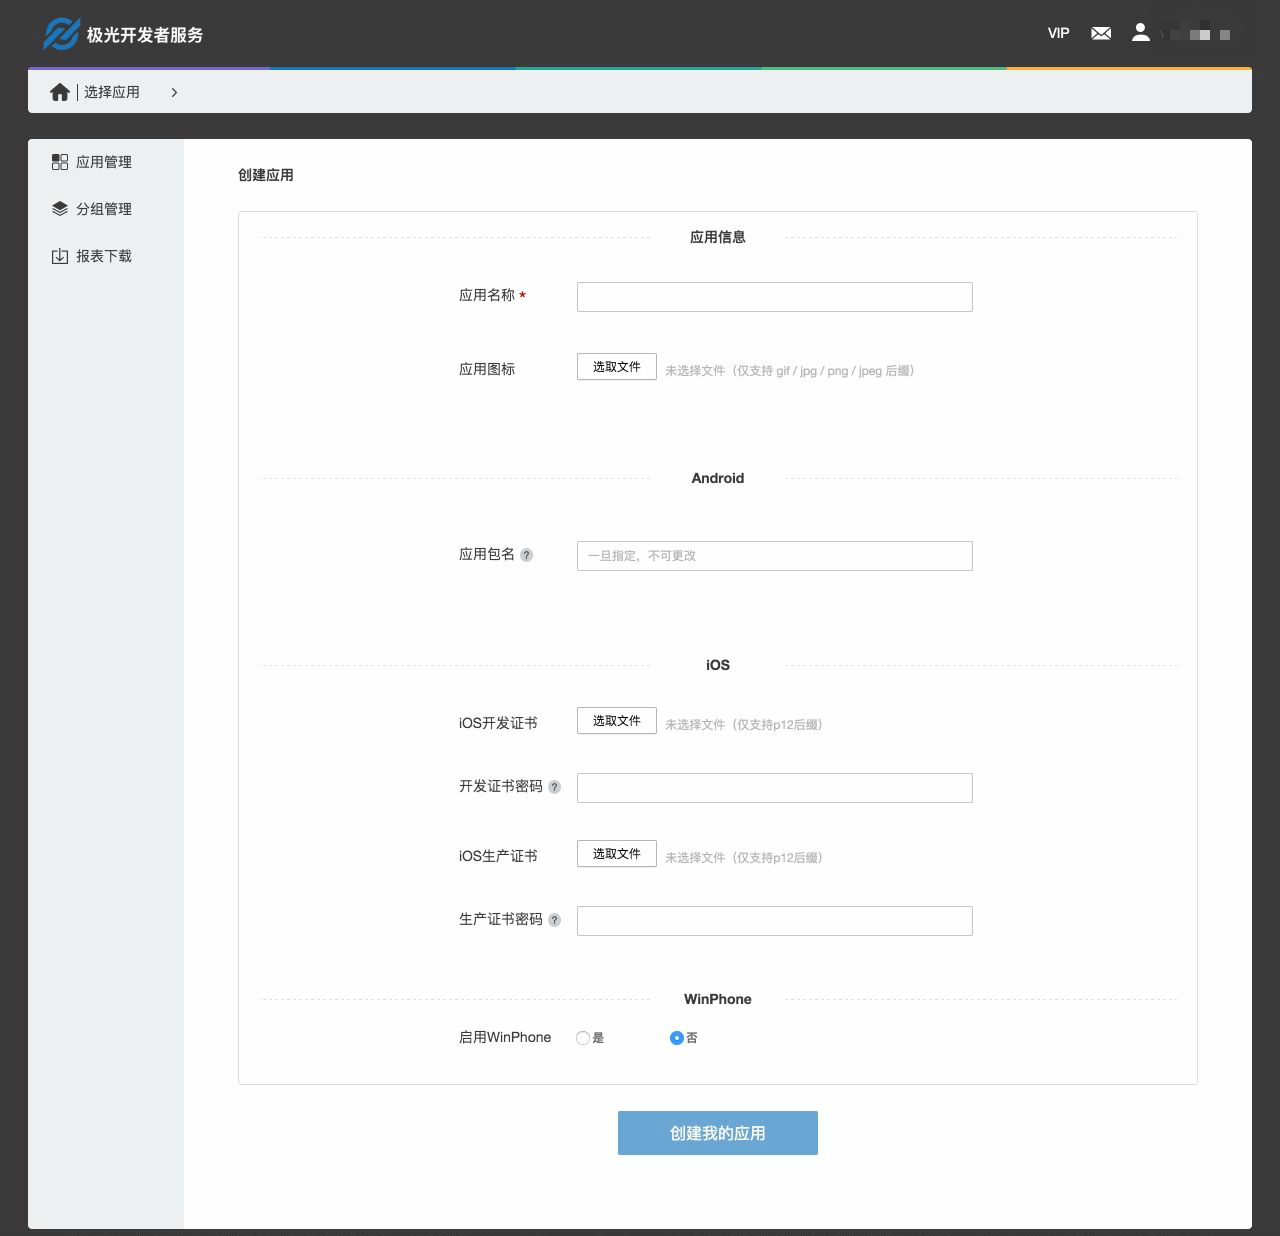 极光开发者服务
VIP
选择应用
应用管理
分组管理
报表下载
创建应用
应用信息
应用名称 *
应用图标
选取文件
未选择文件（仅支持 gif / jpg / png / jpeg 后缀）
Android
应用包名 ?
一旦指定，不可更改
iOS
iOS开发证书
选取文件
未选择文件（仅支持p12后缀）
开发证书密码 ?
iOS生产证书
选取文件
未选择文件（仅支持p12后缀）
生产证书密码 ?
WinPhone
启用WinPhone
是
否
创建我的应用